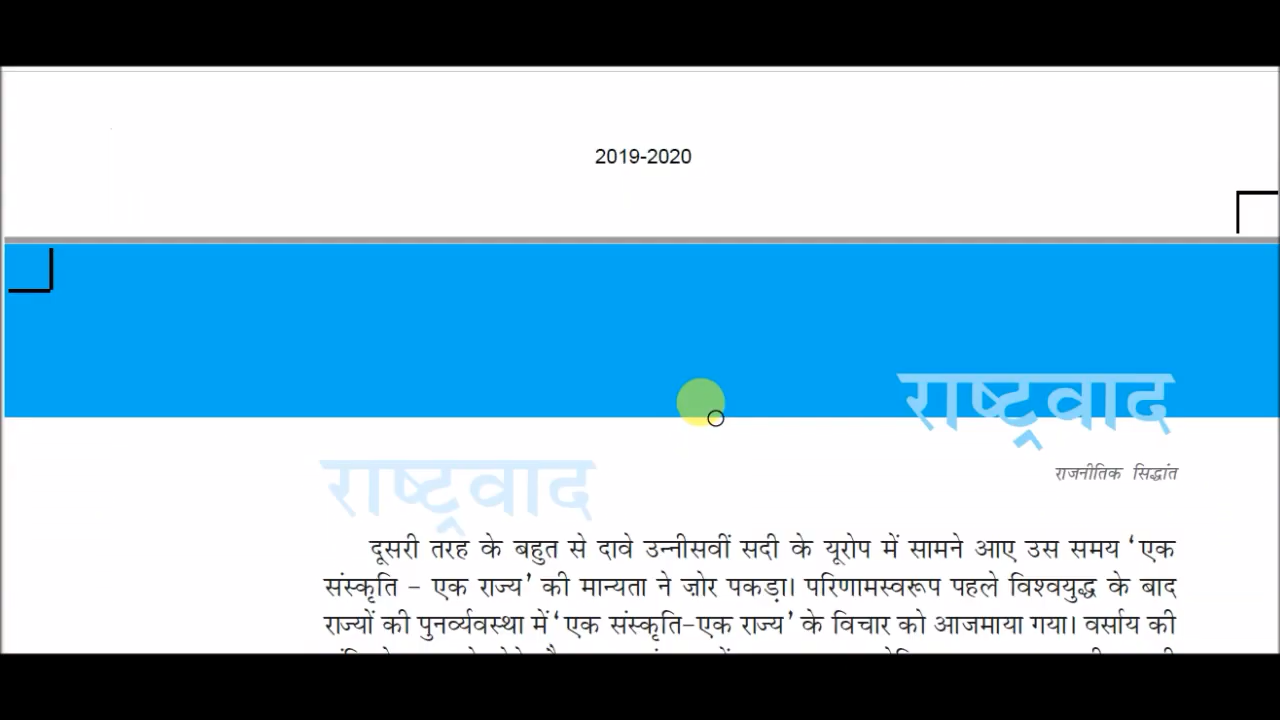 2019-2020
राष्ट्रवाद
राजनीतिक सिद्धांत
राष्ट्रवाद
दूसरी तरह के बहुत से दावे उन्नीसवीं सदी के यूरोप में सामने आए उस समय ‘एक
संस्कृति – एक राज्य’ की मान्यता ने ज़ोर पकड़ा। परिणामस्वरूप पहले विश्वयुद्ध के बाद
राज्यों की पुनर्व्यवस्था में ‘एक संस्कृति-एक राज्य’ के विचार को आजमाया गया। वर्साय की